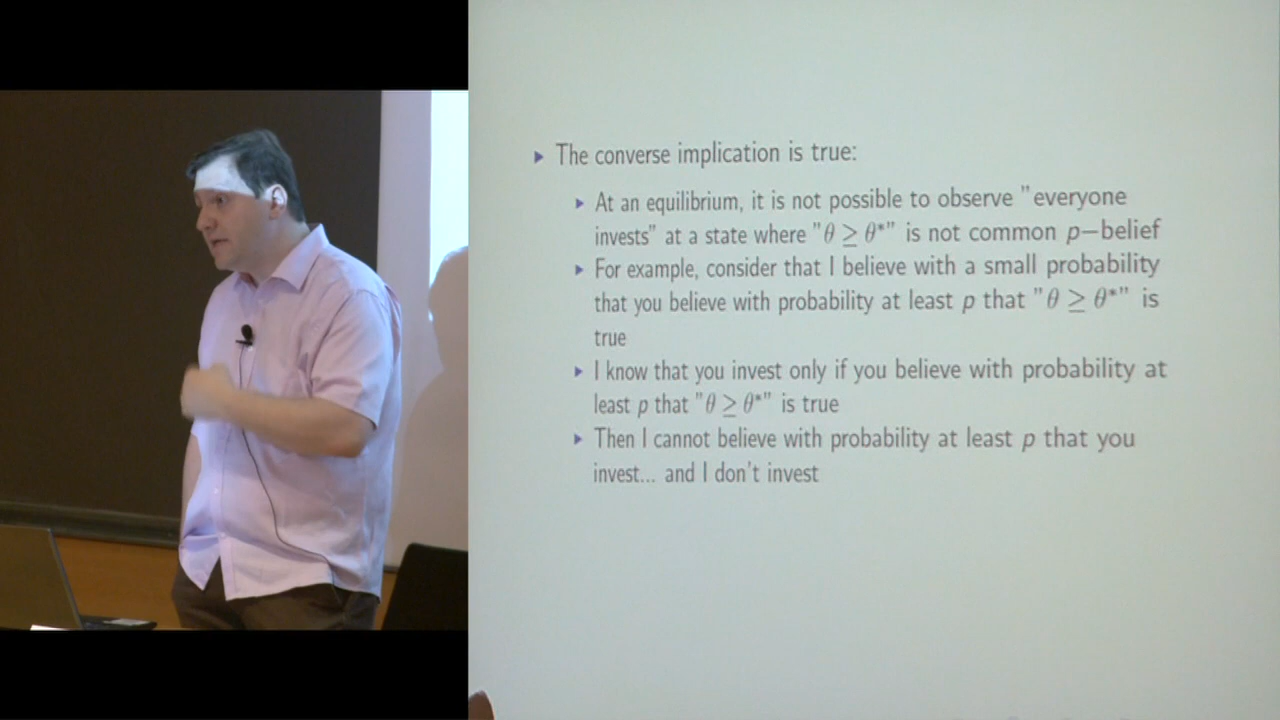 The converse implication is true:
At an equilibrium, it is not possible to observe "everyone
invests" at a state where "θ ≥ θ*" is not common p−belief
For example, consider that I believe with a small probability
that you believe with probability at least p that "θ ≥ θ*" is
true
I know that you invest only if you believe with probability at
least p that "θ ≥ θ*" is true
Then I cannot believe with probability at least p that you
invest... and I don't invest